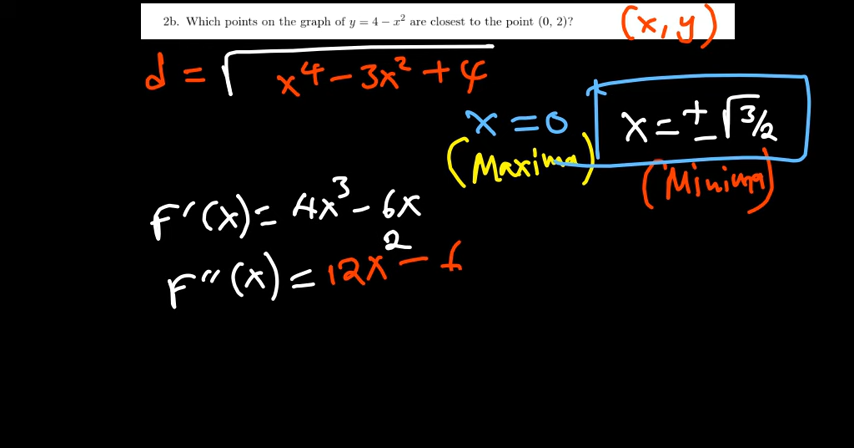 2b. Which points on the graph of y = 4 − x² are closest to the point (0, 2)?
(x, y)
d = √x⁴ − 3x² + 4
x = 0
x = ±√3/2
(Maxima)
(Minima)
F'(x) = 4x³ − 6x
F''(x) = 12x² −